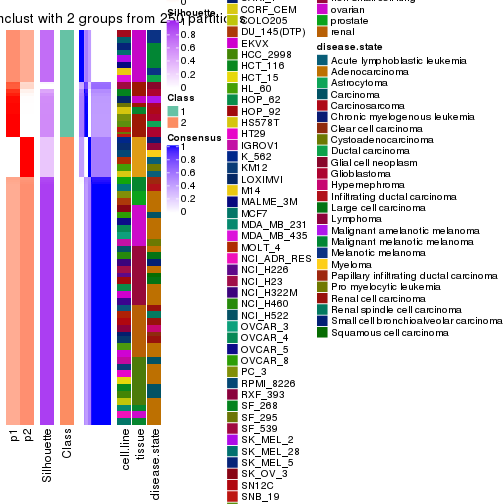 nclust with 2 groups from 250 partitions
Silhouette
1
0.8
0.6
0.4
0.2
0
Class
1
2
Consensus
1
0.8
0.6
0.4
0.2
0
p1
p2
Silhouette
Class
cell.line
tissue
disease.state
CCRF_CEM
COLO205
DU_145(DTP)
EKVX
HCC_2998
HCT_116
HCT_15
HL_60
HOP_62
HOP_92
HS578T
HT29
IGROV1
K_562
KM12
LOXIMVI
M14
MALME_3M
MCF7
MDA_MB_231
MDA_MB_435
MOLT_4
NCI_ADR_RES
NCI_H226
NCI_H23
NCI_H322M
NCI_H460
NCI_H522
OVCAR_3
OVCAR_4
OVCAR_5
OVCAR_8
PC_3
RPMI_8226
RXF_393
SF_268
SF_295
SF_539
SK_MEL_2
SK_MEL_28
SK_MEL_5
SK_OV_3
SN12C
SNB_19
ovarian
prostate
renal
disease.state
Acute lymphoblastic leukemia
Adenocarcinoma
Astrocytoma
Carcinoma
Carcinosarcoma
Chronic myelogenous leukemia
Clear cell carcinoma
Cystoadenocarcinoma
Ductal carcinoma
Glial cell neoplasm
Glioblastoma
Hypernephroma
Infiltrating ductal carcinoma
Large cell carcinoma
Lymphoma
Malignant amelanotic melanoma
Malignant melanotic melanoma
Melanotic melanoma
Myeloma
Papillary infiltrating ductal carcinoma
Pro myelocytic leukemia
Renal cell carcinoma
Renal spindle cell carcinoma
Small cell bronchioalveolar carcinoma
Squamous cell carcinoma